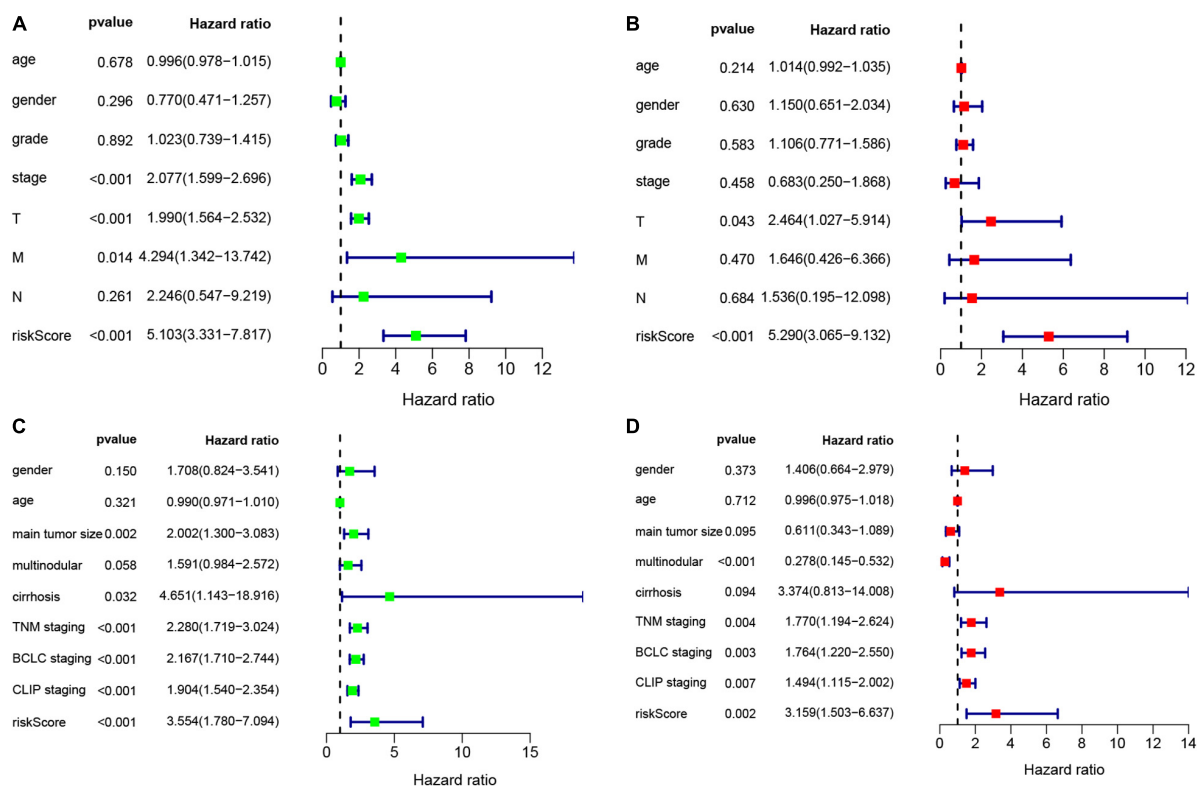 A
pvalue Hazard ratio
age 0.678 0.996(0.978−1.015)
gender 0.296 0.770(0.471−1.257)
grade 0.892 1.023(0.739−1.415)
stage <0.001 2.077(1.599−2.696)
T <0.001 1.990(1.564−2.532)
M 0.014 4.294(1.342−13.742)
N 0.261 2.246(0.547−9.219)
riskScore <0.001 5.103(3.331−7.817)
0 2 4 6 8 10 12
Hazard ratio
B
pvalue Hazard ratio
age 0.214 1.014(0.992−1.035)
gender 0.630 1.150(0.651−2.034)
grade 0.583 1.106(0.771−1.586)
stage 0.458 0.683(0.250−1.868)
T 0.043 2.464(1.027−5.914)
M 0.470 1.646(0.426−6.366)
N 0.684 1.536(0.195−12.098)
riskScore <0.001 5.290(3.065−9.132)
0 2 4 6 8 10 12
Hazard ratio
C
pvalue Hazard ratio
gender 0.150 1.708(0.824−3.541)
age 0.321 0.990(0.971−1.010)
main tumor size 0.002 2.002(1.300−3.083)
multinodular 0.058 1.591(0.984−2.572)
cirrhosis 0.032 4.651(1.143−18.916)
TNM staging <0.001 2.280(1.719−3.024)
BCLC staging <0.001 2.167(1.710−2.744)
CLIP staging <0.001 1.904(1.540−2.354)
riskScore <0.001 3.554(1.780−7.094)
0 5 10 15
Hazard ratio
D
pvalue Hazard ratio
gender 0.373 1.406(0.664−2.979)
age 0.712 0.996(0.975−1.018)
main tumor size 0.095 0.611(0.343−1.089)
multinodular <0.001 0.278(0.145−0.532)
cirrhosis 0.094 3.374(0.813−14.008)
TNM staging 0.004 1.770(1.194−2.624)
BCLC staging 0.003 1.764(1.220−2.550)
CLIP staging 0.007 1.494(1.115−2.002)
riskScore 0.002 3.159(1.503−6.637)
0 2 4 6 8 10 12 14
Hazard ratio